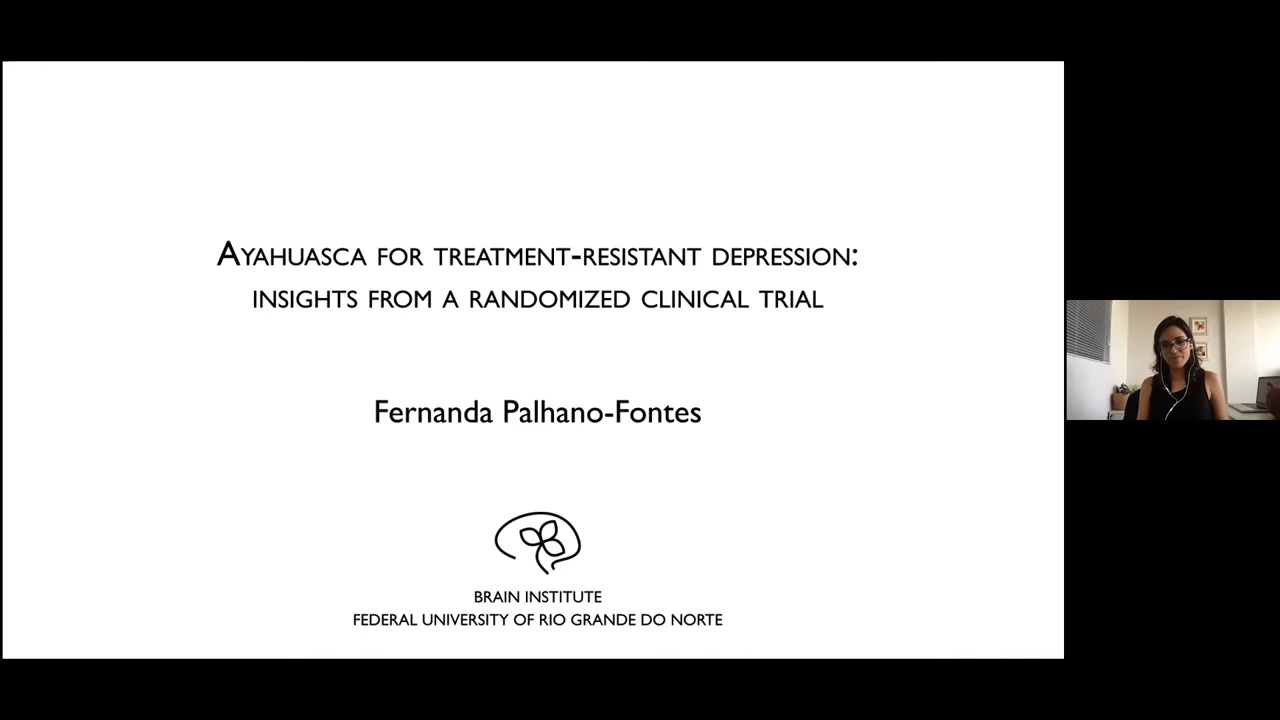 Ayahuasca for treatment-resistant depression:
insights from a randomized clinical trial
Fernanda Palhano-Fontes
BRAIN INSTITUTE
FEDERAL UNIVERSITY OF RIO GRANDE DO NORTE